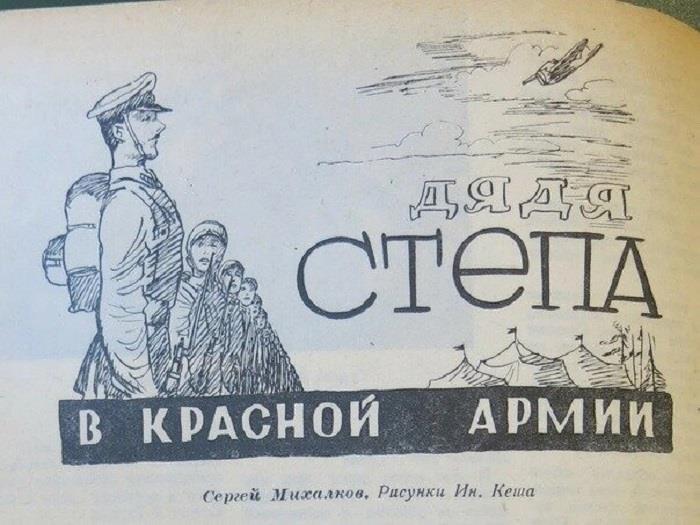 ДЯДЯ
СТЕПА
В КРАСНОЙ АРМИИ
Сергей Михалков, Рисунки Ин. Кеша